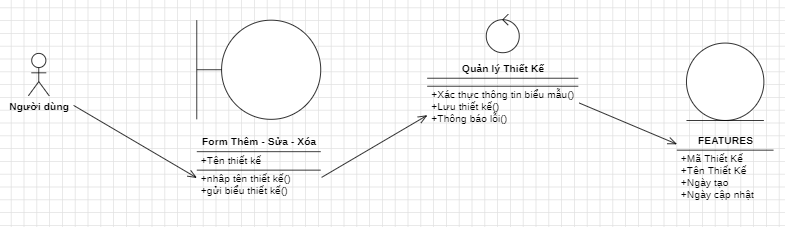 Người dùng
Form Thêm - Sửa - Xóa
+Tên thiết kế
+nhập tên thiết kế()
+gửi biểu thiết kế()
Quản lý Thiết Kế
+Xác thực thông tin biểu mẫu()
+Lưu thiết kế()
+Thông báo lỗi()
FEATURES
+Mã Thiết Kế
+Tên Thiết Kế
+Ngày tạo
+Ngày cập nhật